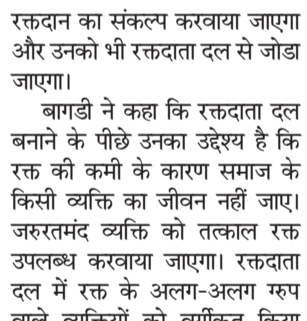 रक्तदान का संकल्प करवाया जाएगा
और उनको भी रक्तदाता दल से जोडा
जाएगा।
बागडी ने कहा कि रक्तदाता दल
बनाने के पीछे उनका उद्देश्य है कि
रक्त की कमी के कारण समाज के
किसी व्यक्ति का जीवन नहीं जाए।
जरुरतमंद व्यक्ति को तत्काल रक्त
उपलब्ध करवाया जाएगा। रक्तदाता
दल में रक्त के अलग-अलग ग्रुप
वाले व्यक्तियों को वर्गीकृत किया